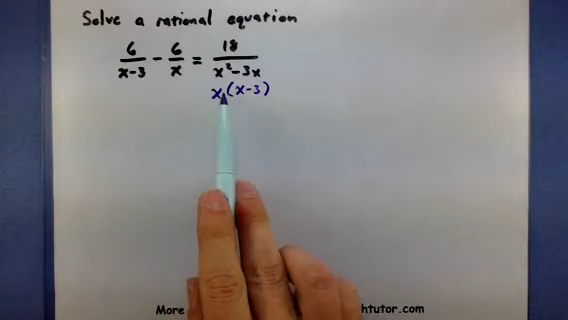 Solve a rational equation
6/(x-3) - 6/x = 18/(x²-3x)
x(x-3)
More htutor.com